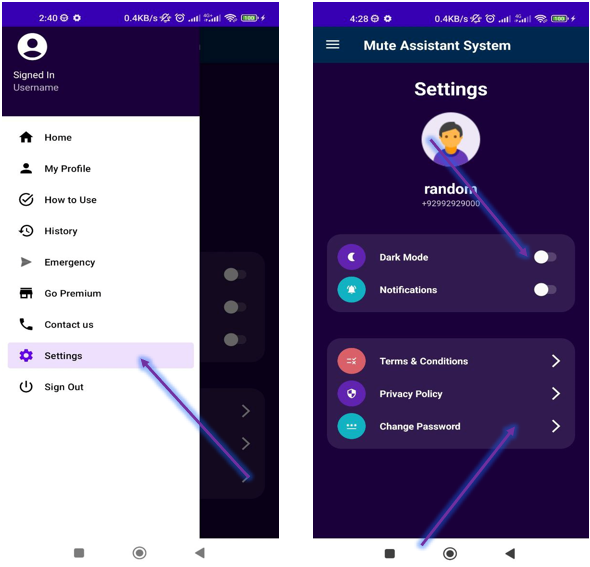 2:40
0.4KB/s
Signed In
Username
Home
My Profile
How to Use
History
Emergency
Go Premium
Contact us
Settings
Sign Out
4:28
0.4KB/s
Mute Assistant System
Settings
random
+92992929000
Dark Mode
Notifications
Terms & Conditions
Privacy Policy
Change Password